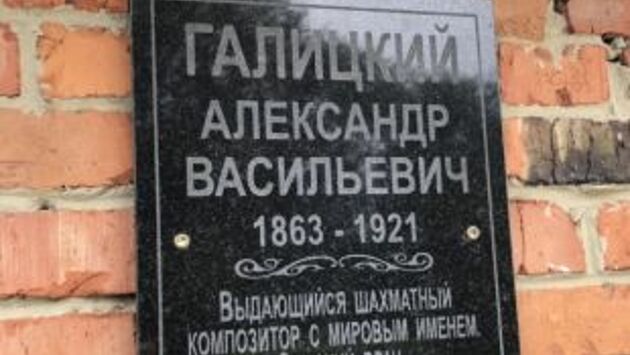 ГАЛИЦКИЙ
АЛЕКСАНДР
ВАСИЛЬЕВИЧ
1863 - 1921
ВЫДАЮЩИЙСЯ ШАХМАТНЫЙ
КОМПОЗИТОР С МИРОВЫМ ИМЕНЕМ.